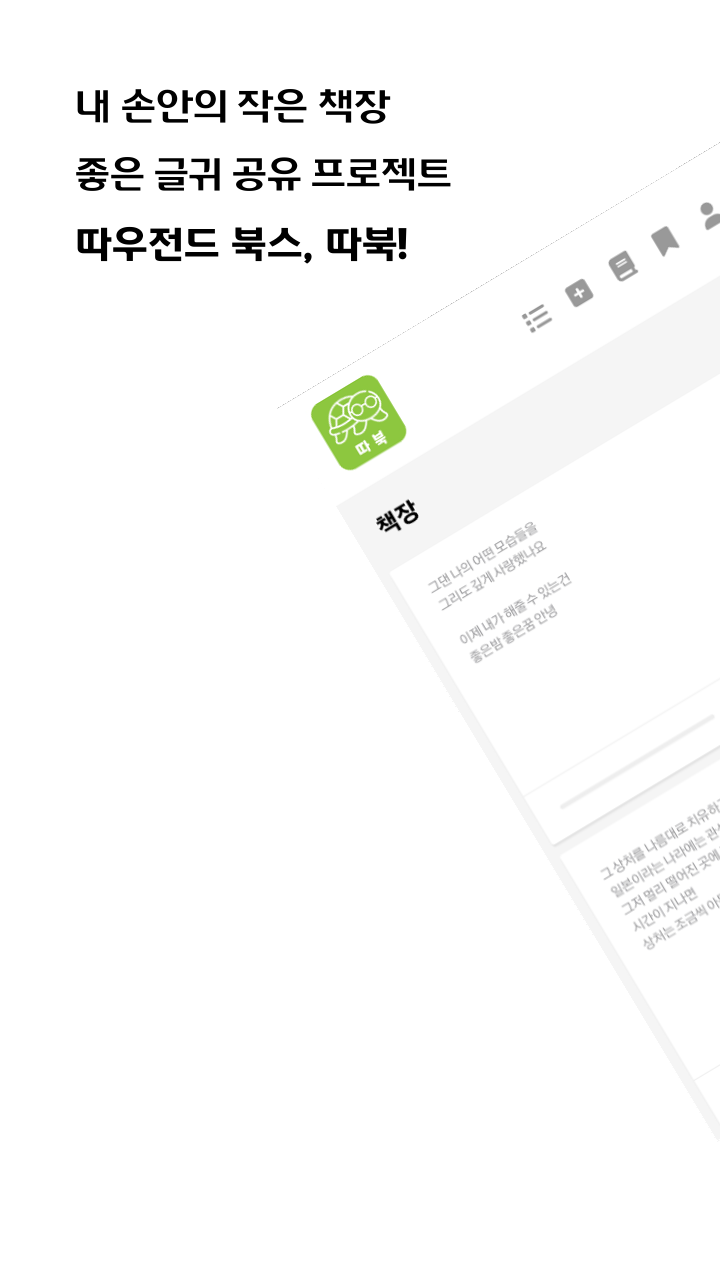 내 손안의 작은 책장
좋은 글귀 공유 프로젝트
따우전드 북스, 따북!
따북
책장
그댄 나의 어떤 모습들을
그리도 깊게 사랑했나요
이제 내가 해줄 수 있는건
좋은밤 좋은꿈 안녕
그 상처를 나름대로 치유하
일본이라는 나라에는 관
그저 멀리 떨어진 곳에
시간이 지나면
상처는 조금씩